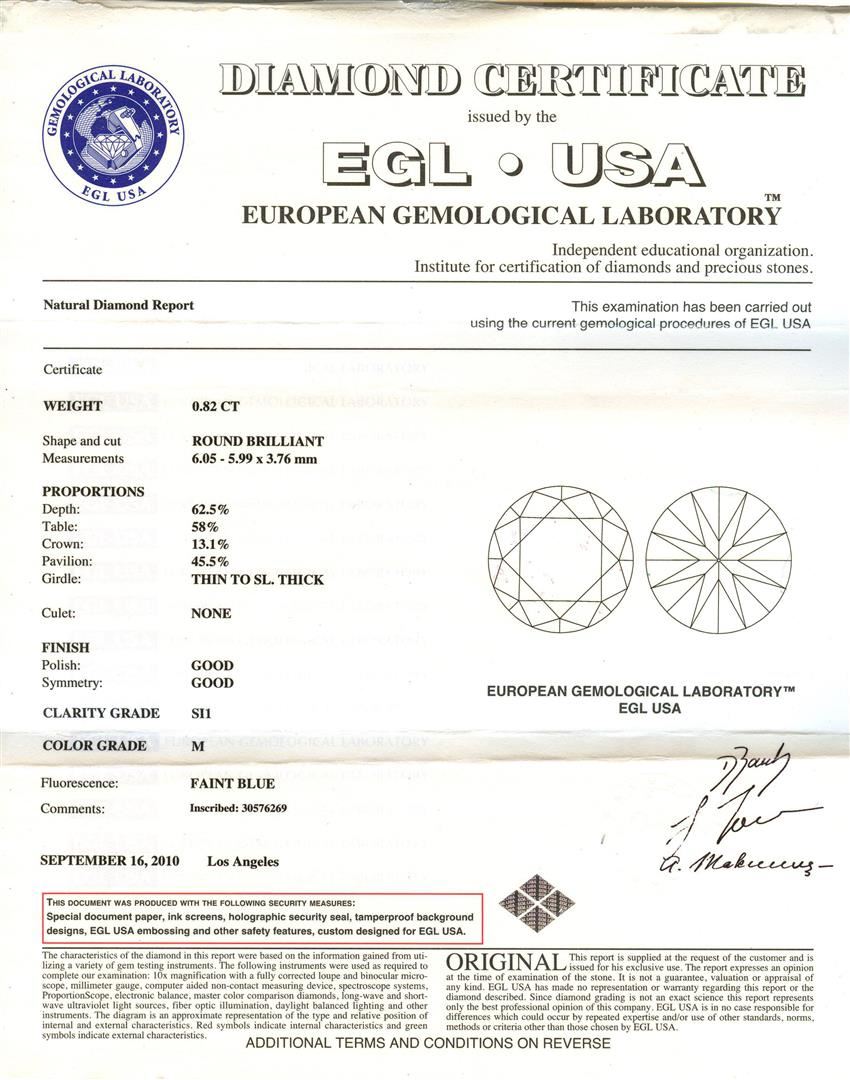 GEMOLOGICAL LABORATORY
EGL USA
DIAMOND CERTIFICATE
issued by the
EGL • USA
EUROPEAN GEMOLOGICAL LABORATORY™
Independent educational organization.
Institute for certification of diamonds and precious stones.
Natural Diamond Report
This examination has been carried out
using the current gemological procedures of EGL USA
Certificate
WEIGHT 0.82 CT
Shape and cut ROUND BRILLIANT
Measurements 6.05 - 5.99 x 3.76 mm
PROPORTIONS
Depth: 62.5%
Table: 58%
Crown: 13.1%
Pavilion: 45.5%
Girdle: THIN TO SL. THICK
Culet: NONE
FINISH
Polish: GOOD
Symmetry: GOOD
CLARITY GRADE SI1
COLOR GRADE M
Fluorescence: FAINT BLUE
Comments: Inscribed: 30576269
SEPTEMBER 16, 2010 Los Angeles
EUROPEAN GEMOLOGICAL LABORATORY™
EGL USA
THIS DOCUMENT WAS PRODUCED WITH THE FOLLOWING SECURITY MEASURES:
Special document paper, ink screens, holographic security seal, tamperproof background
designs, EGL USA embossing and other safety features, custom designed for EGL USA.
The characteristics of the diamond in this report were based on the information gained from uti-
lizing a variety of gem testing instruments. The following instruments were used as required to
complete our examination: 10x magnification with a fully corrected loupe and binocular micro-
scope, millimeter gauge, computer aided non-contact measuring device, spectroscope systems,
ProportionScope, electronic balance, master color comparison diamonds, long-wave and short-
wave ultraviolet light sources, fiber optic illumination, daylight balanced lighting and other
instruments. The diagram is an approximate representation of the type and relative position of
internal and external characteristics. Red symbols indicate internal characteristics and green
symbols indicate external characteristics.
ORIGINAL This report is supplied at the request of the customer and is
issued for his exclusive use. The report expresses an opinion
at the time of examination of the stone. It is not a guarantee, valuation or appraisal of
any kind. EGL USA has made no representation or warranty regarding this report or the
diamond described. Since diamond grading is not an exact science this report represents
only the best professional opinion of this company. EGL USA is in no case responsible for
differences which could occur by repeated expertise and/or use of other standards, norms,
methods or criteria other than those chosen by EGL USA.
ADDITIONAL TERMS AND CONDITIONS ON REVERSE